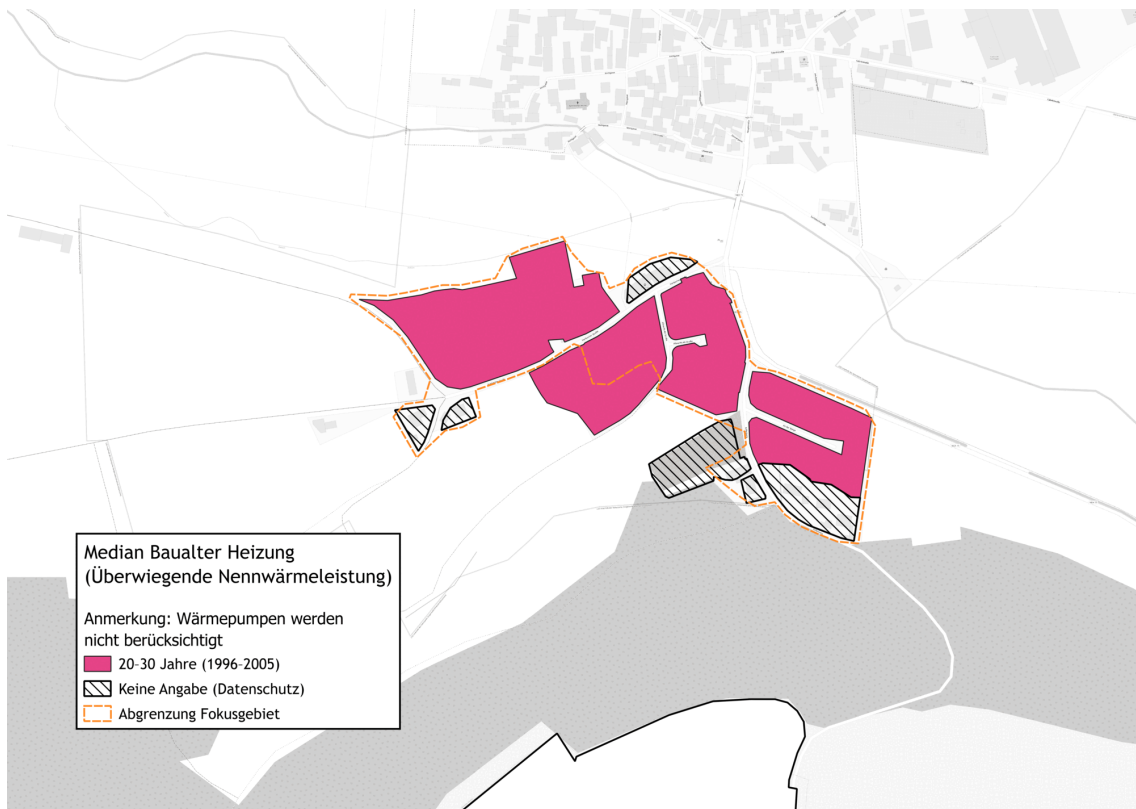 Median Baualter Heizung
(Überwiegende Nennwärmeleistung)
Anmerkung: Wärmepumpen werden
nicht berücksichtigt
20-30 Jahre (1996-2005)
Keine Angabe (Datenschutz)
Abgrenzung Fokusgebiet